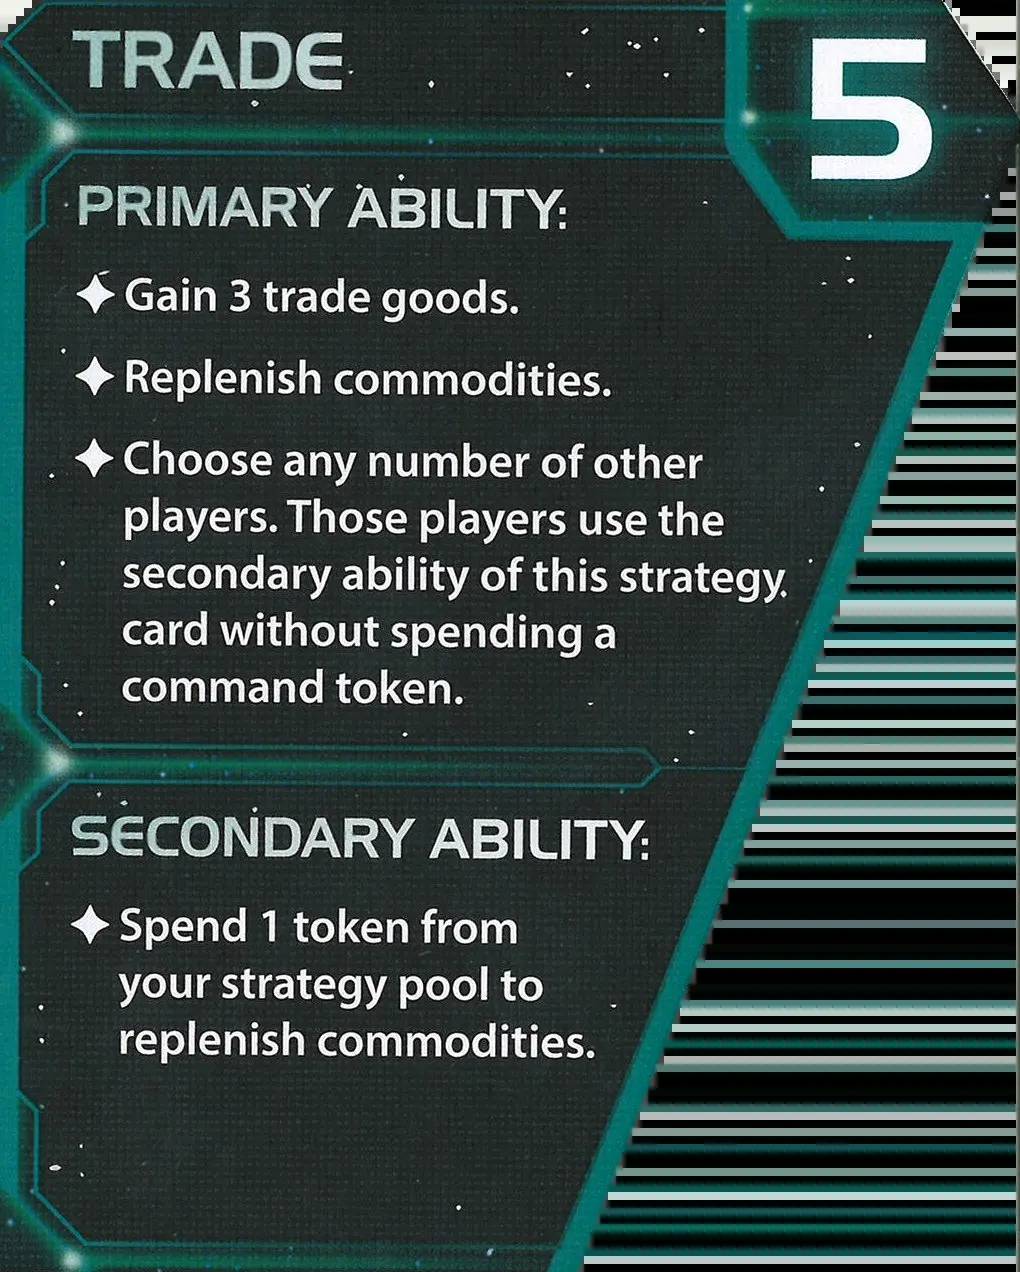 TRADE
5
PRIMARY ABILITY:
Gain 3 trade goods.
Replenish commodities.
Choose any number of other
players. Those players use the
secondary ability of this strategy
card without spending a
command token.
SECONDARY ABILITY:
Spend 1 token from
your strategy pool to
replenish commodities.